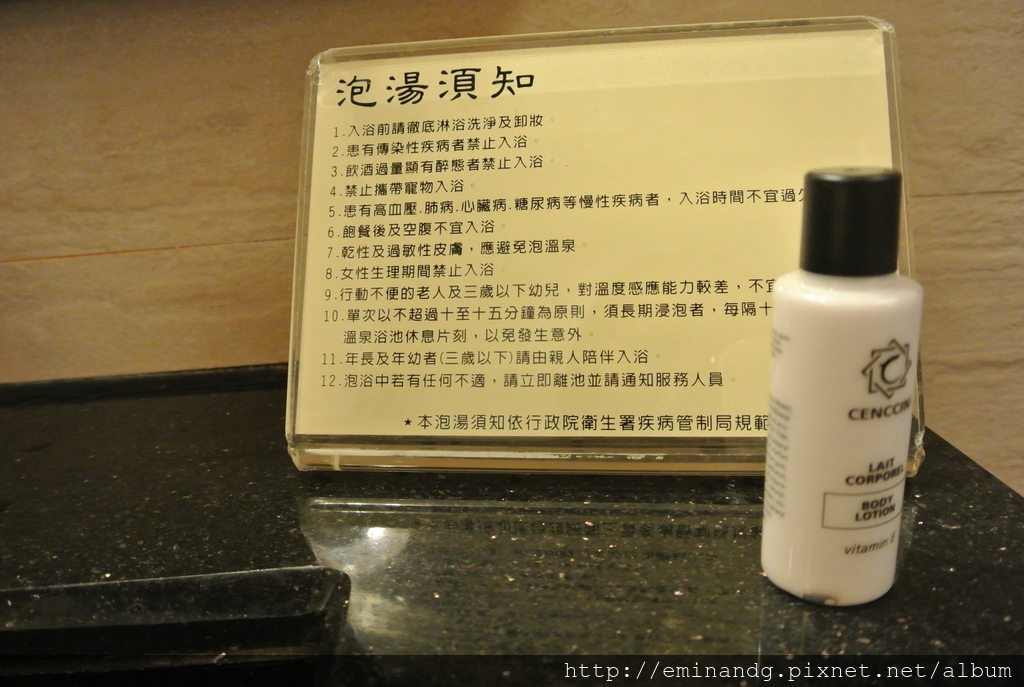 泡湯須知
1.入浴前請徹底淋浴洗淨及卸妝。
2.患有傳染性疾病者禁止入浴。
3.飲酒過量顯有醉態者禁止入浴。
4.禁止攜帶寵物入浴。
5.患有高血壓.肺病.心臟病.糖尿病等慢性疾病者，入浴時間不宜過
6.飽餐後及空腹不宜入浴。
7.乾性及過敏性皮膚，應避免泡溫泉。
8.女性生理期間禁止入浴。
9.行動不便的老人及三歲以下幼兒，對溫度感應能力較差，不宜
10.單次以不超過十至十五分鐘為原則，須長期浸泡者，每隔十
溫泉浴池休息片刻，以免發生意外。
11.年長及年幼者(三歲以下)請由親人陪伴入浴。
12.泡浴中若有任何不適，請立即離池並請通知服務人員。
★本泡湯須知依行政院衛生署疾病管制局規範
C
CENCCIN
LAIT
CORPOREL
BODY
LOTION
vitamin E
http://eminandg.pixnet.net/album